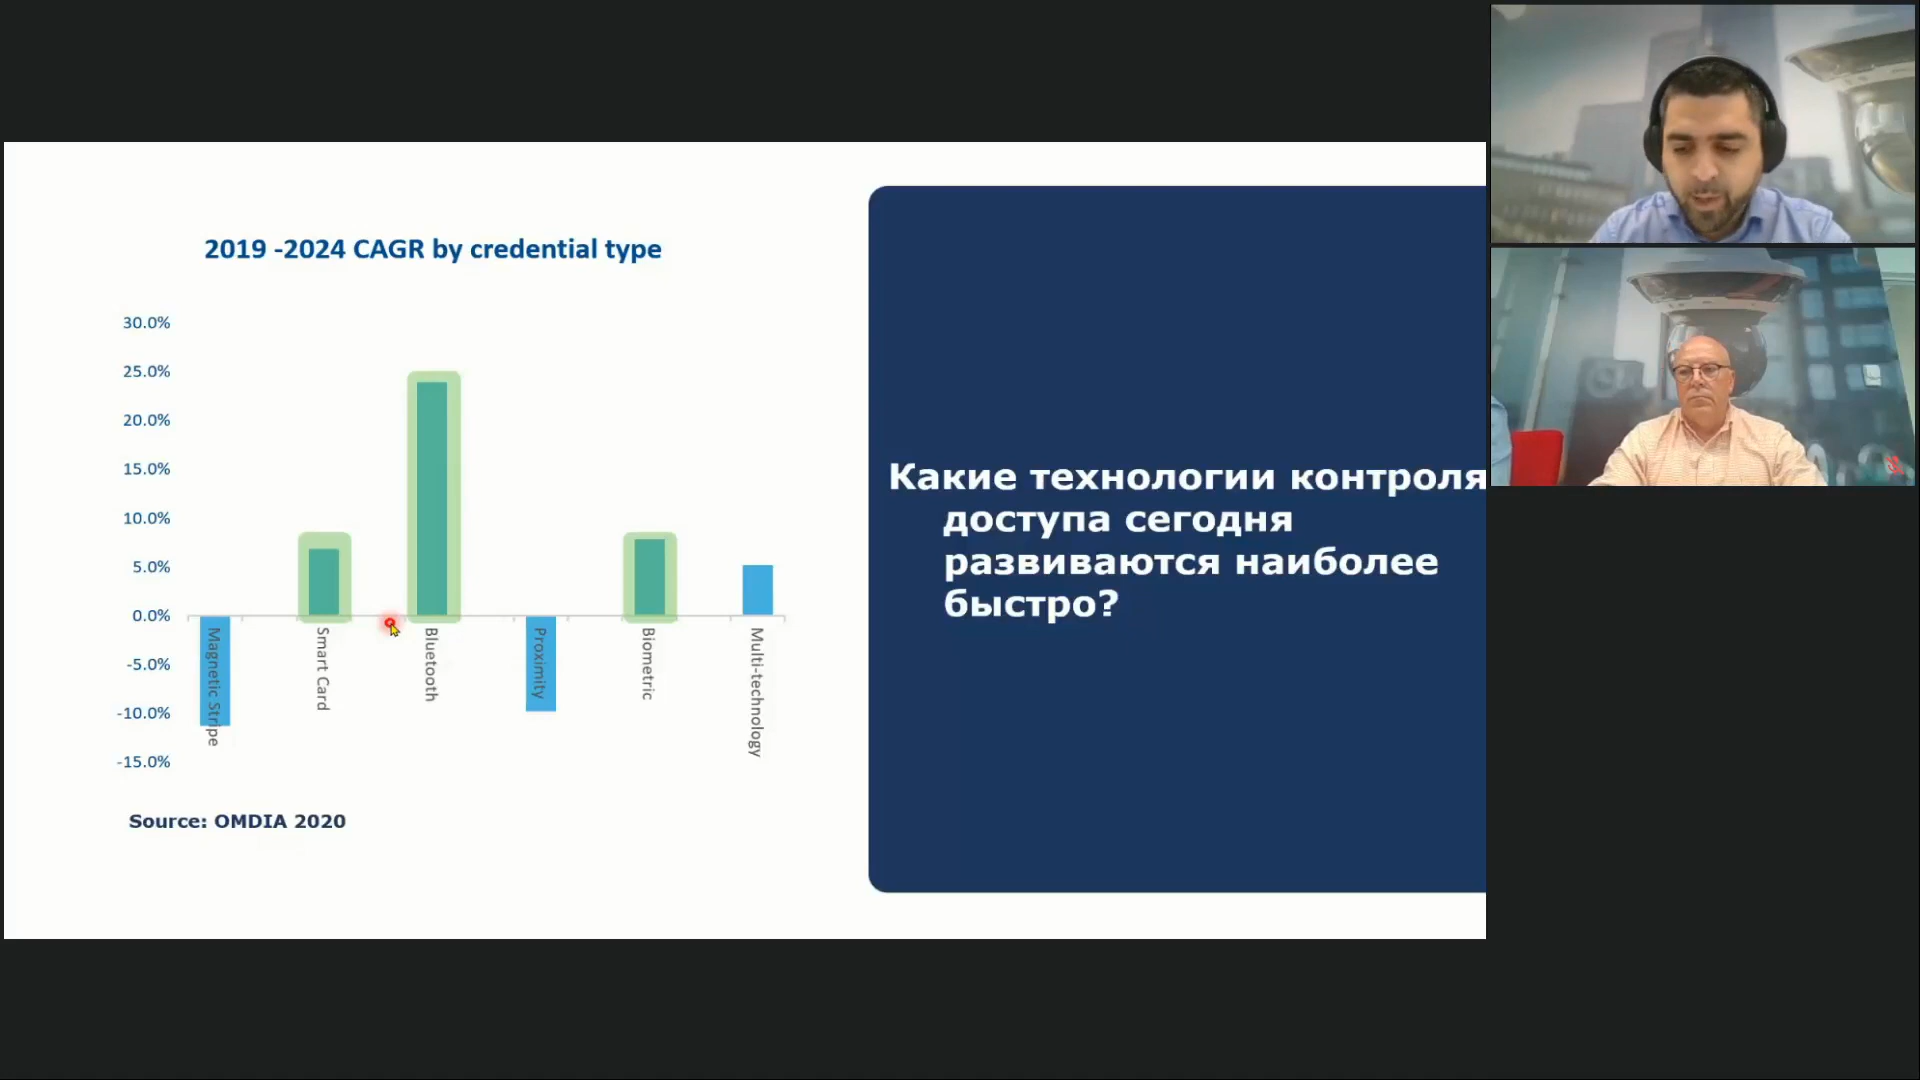 2019 -2024 CAGR by credential type
30.0%
25.0%
20.0%
15.0%
10.0%
5.0%
0.0%
-5.0%
-10.0%
-15.0%
Magnetic Stripe
Smart Card
Bluetooth
Proximity
Biometric
Multi-technology
Source: OMDIA 2020
Какие технологии контроля
доступа сегодня
развиваются наиболее
быстро?